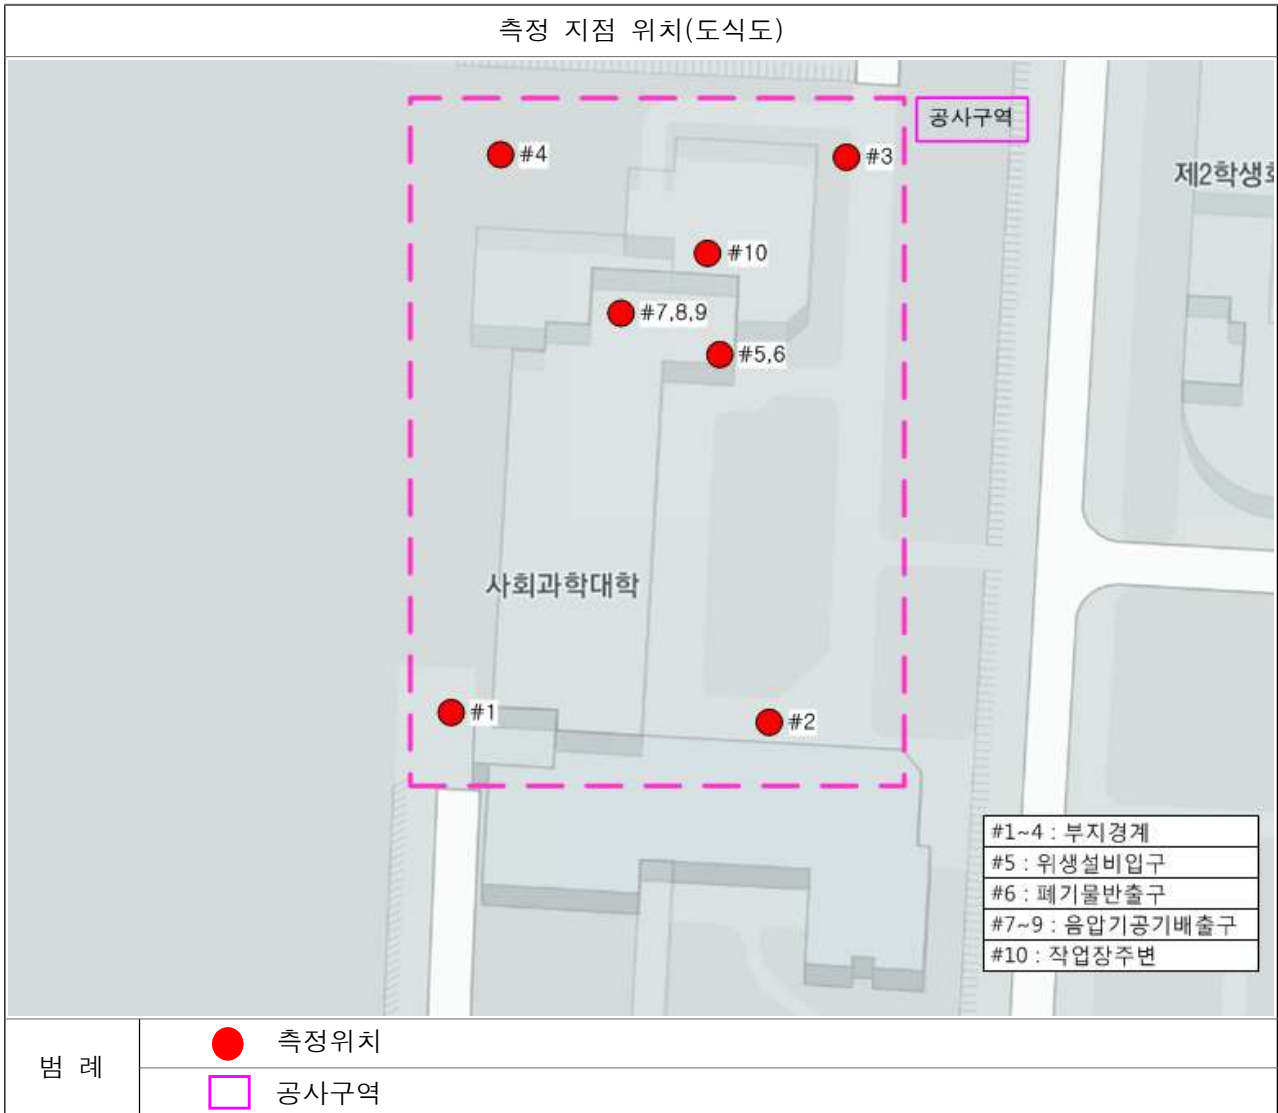 측정 지점 위치(도식도)
공사구역
#4
#3
제2학생
#10
#7,8,9
#5,6
사회과학대학
#1
#2
#1~4 : 부지경계
#5 : 위생설비입구
#6 : 폐기물반출구
#7~9 : 음압기공기배출구
#10 : 작업장주변
범 례
측정위치
공사구역